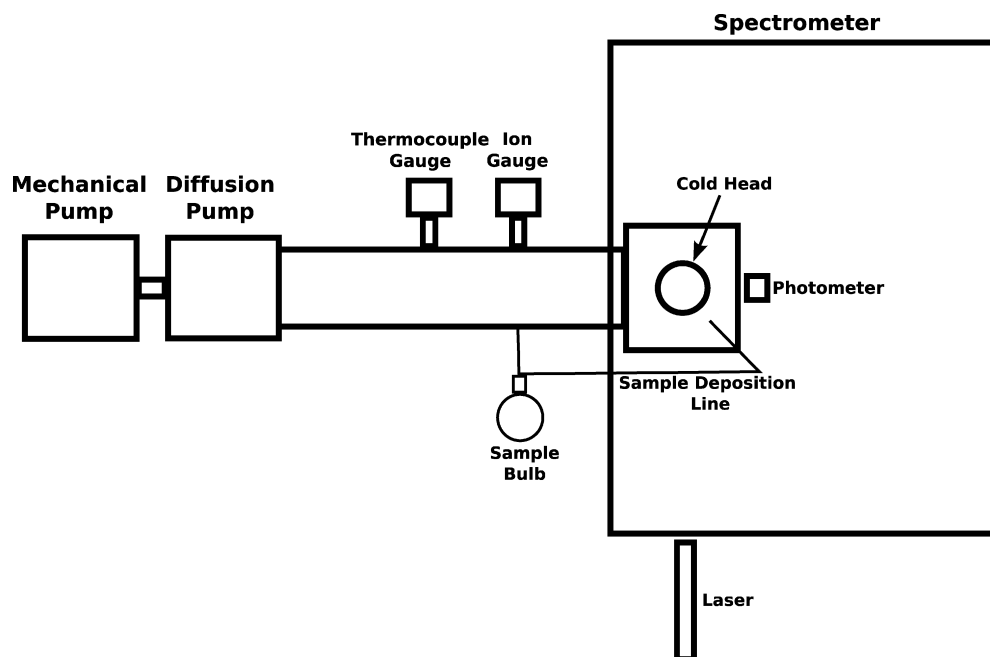 Spectrometer
Thermocouple
Gauge
Ion
Gauge
Mechanical
Pump
Diffusion
Pump
Cold Head
Photometer
Sample Deposition
Line
Sample
Bulb
Laser